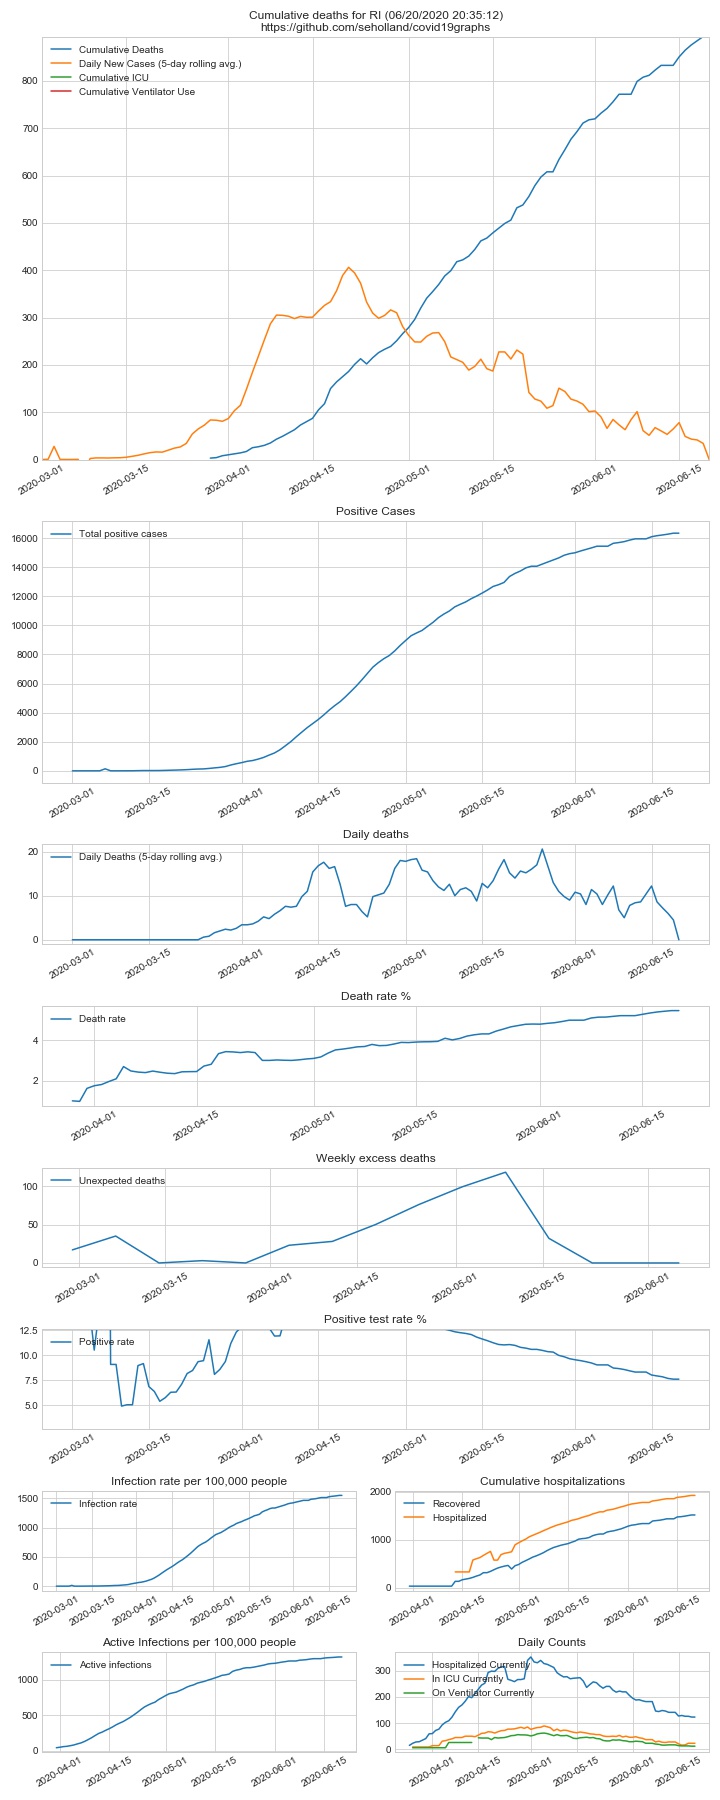 Cumulative deaths for RI (06/20/2020 20:35:12)
https://github.com/seholland/covid19graphs
Cumulative Deaths
Daily New Cases (5-day rolling avg.)
Cumulative ICU
Cumulative Ventilator Use
800
700
600
500
400
300
200
100
0
2020-03-01 2020-03-15 2020-04-01 2020-04-15 2020-05-01 2020-05-15 2020-06-01 2020-06-15
Positive Cases
Total positive cases
16000
14000
12000
10000
8000
6000
4000
2000
0
2020-03-01 2020-03-15 2020-04-01 2020-04-15 2020-05-01 2020-05-15 2020-06-01 2020-06-15
Daily deaths
Daily Deaths (5-day rolling avg.)
20
10
0
2020-03-01 2020-03-15 2020-04-01 2020-04-15 2020-05-01 2020-05-15 2020-06-01 2020-06-15
Death rate %
Death rate
4
2
2020-04-01 2020-04-15 2020-05-01 2020-05-15 2020-06-01 2020-06-15
Weekly excess deaths
Unexpected deaths
100
50
0
2020-03-01 2020-03-15 2020-04-01 2020-04-15 2020-05-01 2020-05-15 2020-06-01
Positive test rate %
12.5
Positive rate
10.0
7.5
5.0
2020-03-01 2020-03-15 2020-04-01 2020-04-15 2020-05-01 2020-05-15 2020-06-01 2020-06-15
Infection rate per 100,000 people
Infection rate
1500
1000
500
0
2020-03-01 2020-03-15 2020-04-01 2020-04-15 2020-05-01 2020-05-15 2020-06-01 2020-06-15
Cumulative hospitalizations
Recovered
Hospitalized
2000
1000
0
2020-04-01 2020-04-15 2020-05-01 2020-05-15 2020-06-01 2020-06-15
Active Infections per 100,000 people
Active infections
1000
500
0
2020-04-01 2020-04-15 2020-05-01 2020-05-15 2020-06-01 2020-06-15
Daily Counts
Hospitalized Currently
In ICU Currently
On Ventilator Currently
300
200
100
0
2020-04-01 2020-04-15 2020-05-01 2020-05-15 2020-06-01 2020-06-15